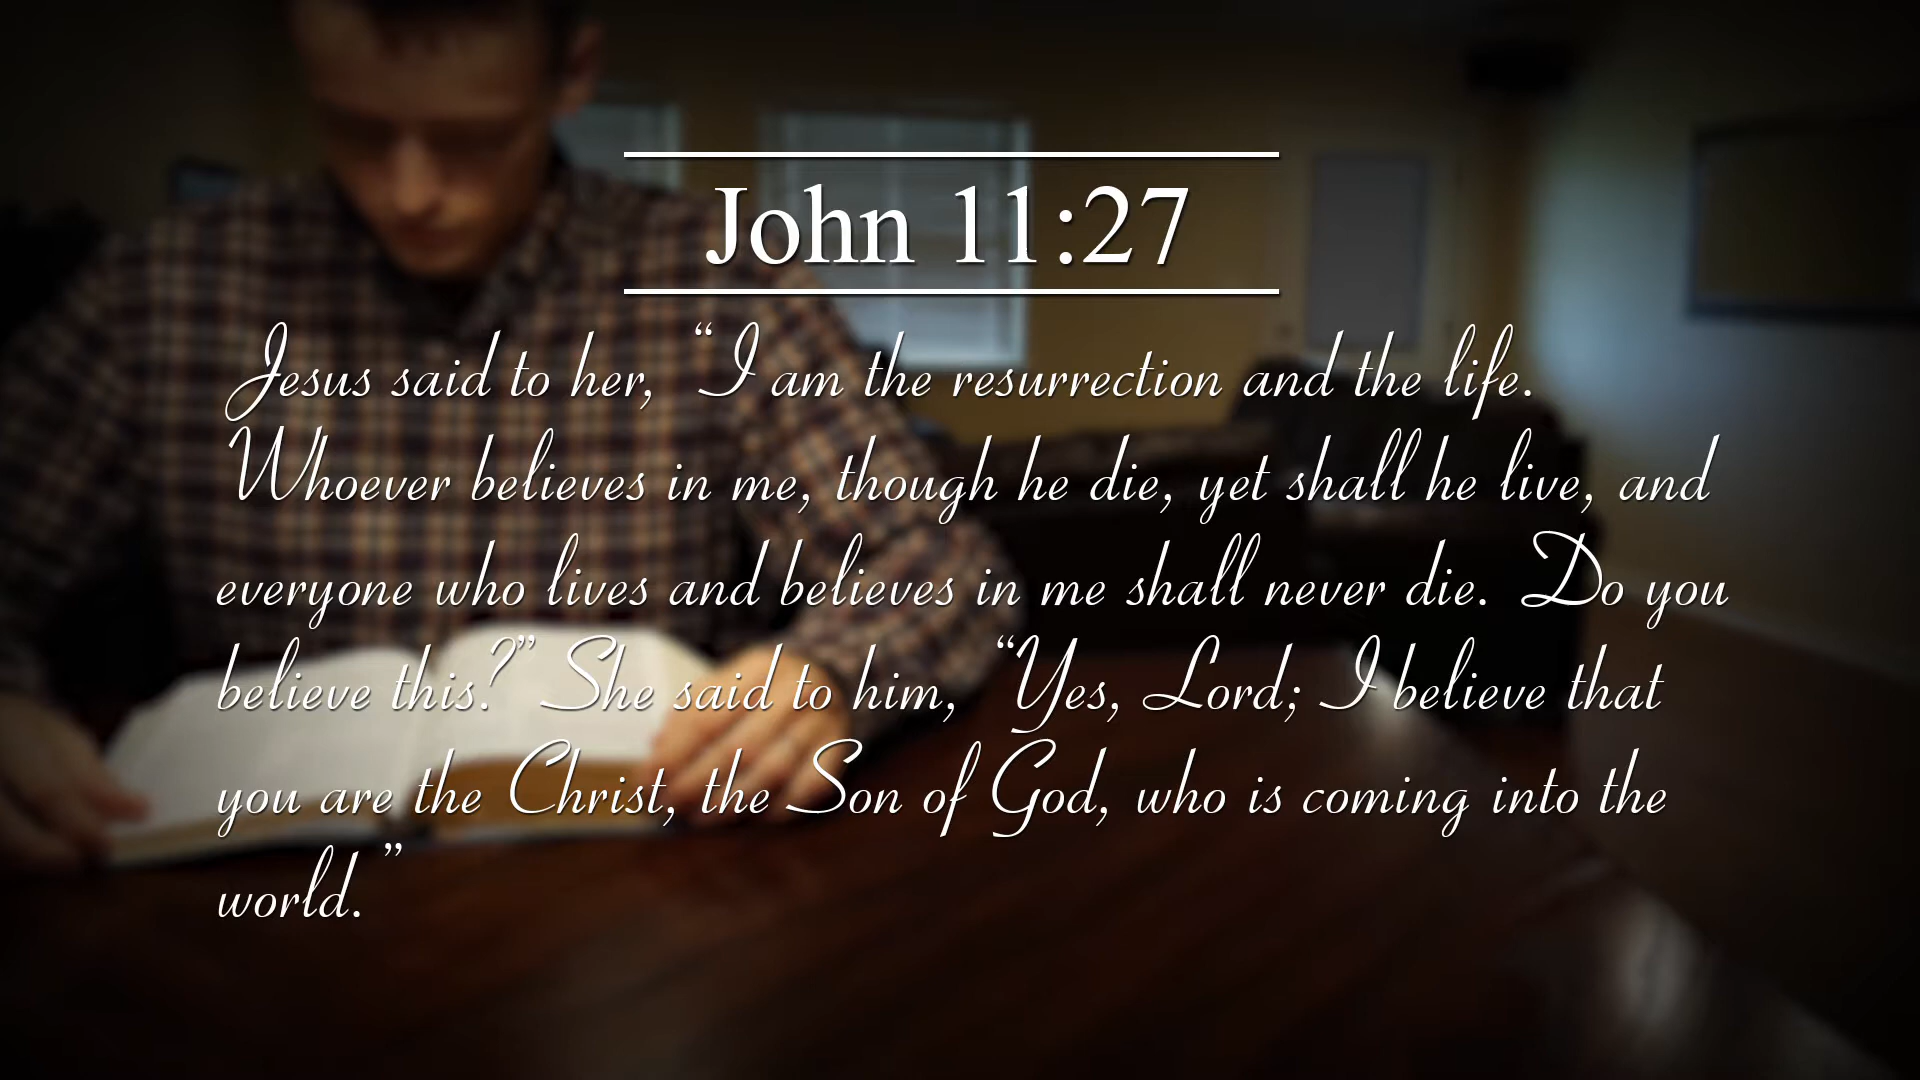 John 11:27
Jesus said to her, “I am the resurrection and the life.
Whoever believes in me, though he die, yet shall he live, and
everyone who lives and believes in me shall never die. Do you
believe this?” She said to him, “Yes, Lord; I believe that
you are the Christ, the Son of God, who is coming into the
world.”